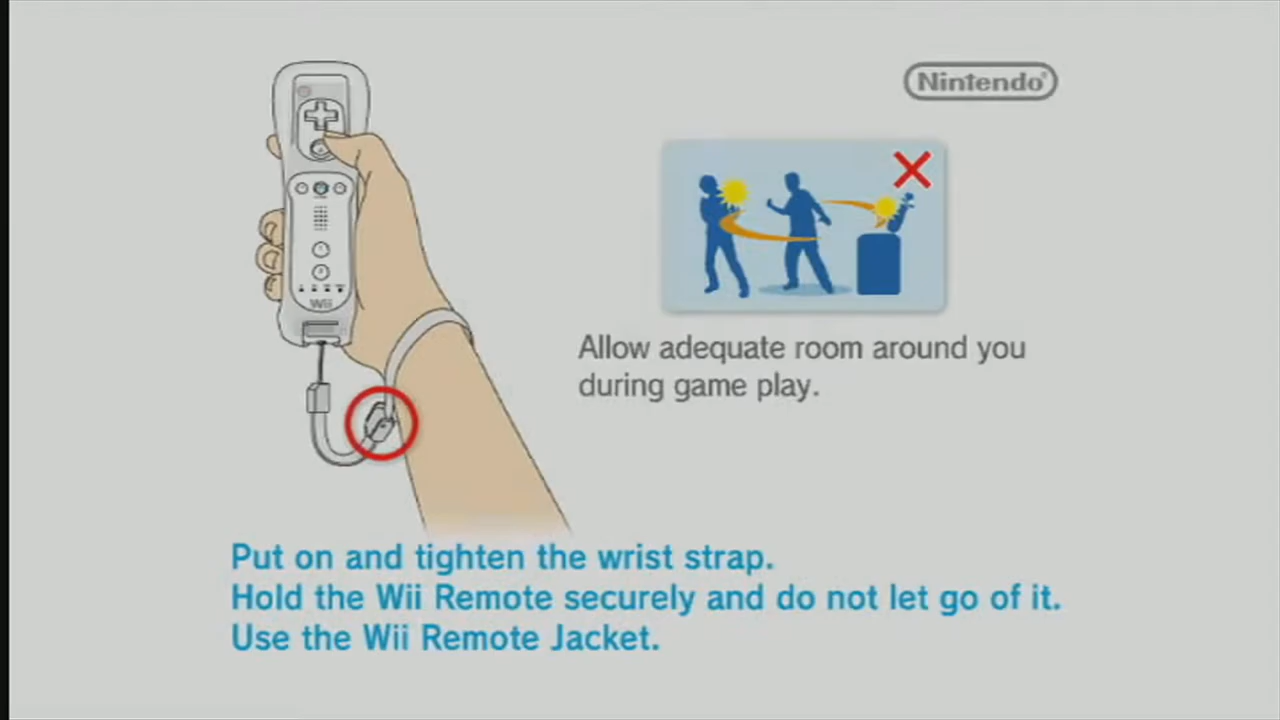 Nintendo®
Allow adequate room around you
during game play.
Wii
Put on and tighten the wrist strap.
Hold the Wii Remote securely and do not let go of it.
Use the Wii Remote Jacket.